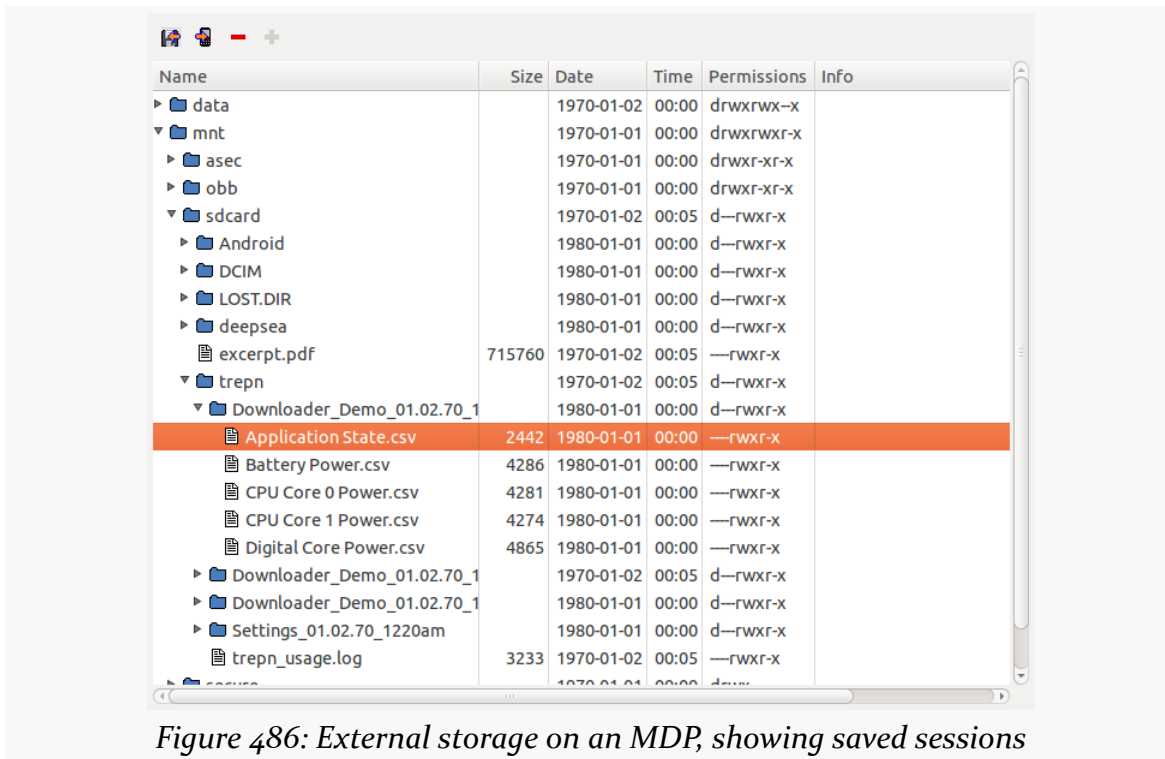 Name Size Date Time Permissions Info
data 1970-01-02 00:00 drwxrwx--x
mnt 1970-01-01 00:00 drwxrwxr-x
asec 1970-01-01 00:00 drwxr-xr-x
obb 1970-01-01 00:00 drwxr-xr-x
sdcard 1970-01-02 00:05 d---rwxr-x
Android 1980-01-01 00:00 d---rwxr-x
DCIM 1980-01-01 00:00 d---rwxr-x
LOST.DIR 1980-01-01 00:00 d---rwxr-x
deepsea 1980-01-01 00:00 d---rwxr-x
excerpt.pdf 715760 1970-01-02 00:05 ----rwxr-x
trepn 1970-01-02 00:05 d---rwxr-x
Downloader_Demo_01.02.70_1 1980-01-01 00:00 d---rwxr-x
Application State.csv 2442 1980-01-01 00:00 ----rwxr-x
Battery Power.csv 4286 1980-01-01 00:00 ----rwxr-x
CPU Core 0 Power.csv 4281 1980-01-01 00:00 ----rwxr-x
CPU Core 1 Power.csv 4274 1980-01-01 00:00 ----rwxr-x
Digital Core Power.csv 4865 1980-01-01 00:00 ----rwxr-x
Downloader_Demo_01.02.70_1 1970-01-02 00:05 d---rwxr-x
Downloader_Demo_01.02.70_1 1980-01-01 00:00 d---rwxr-x
Settings_01.02.70_1220am 1980-01-01 00:00 d---rwxr-x
trepn_usage.log 3233 1970-01-02 00:05 ----rwxr-x
secure 1970-01-01 00:00 drwx
Figure 486: External storage on an MDP, showing saved sessions